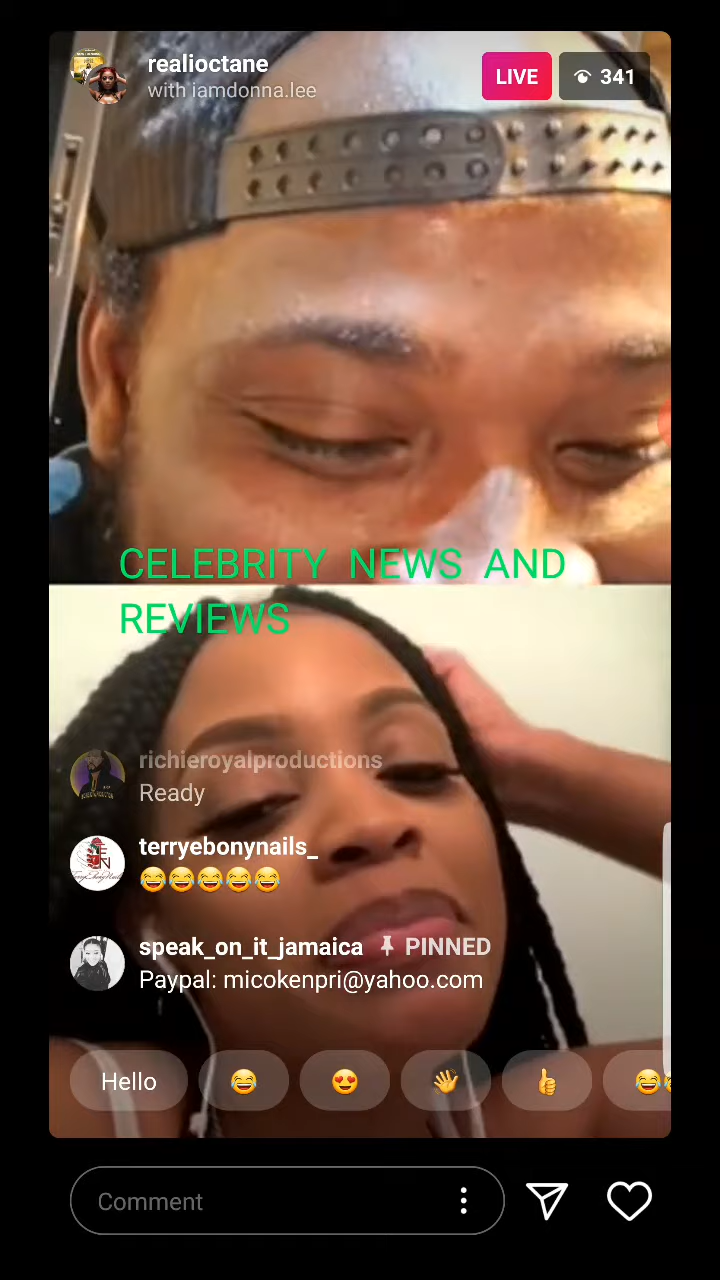 realioctane
with iamdonna.lee
LIVE
341
CELEBRITY NEWS AND
REVIEWS
richieroyalproductions
Ready
terryebonynails_
😂😂😂😂😂
speak_on_it_jamaica PINNED
Paypal: micokenpri@yahoo.com
Hello 😂 😍 👋 👍 😂
Comment